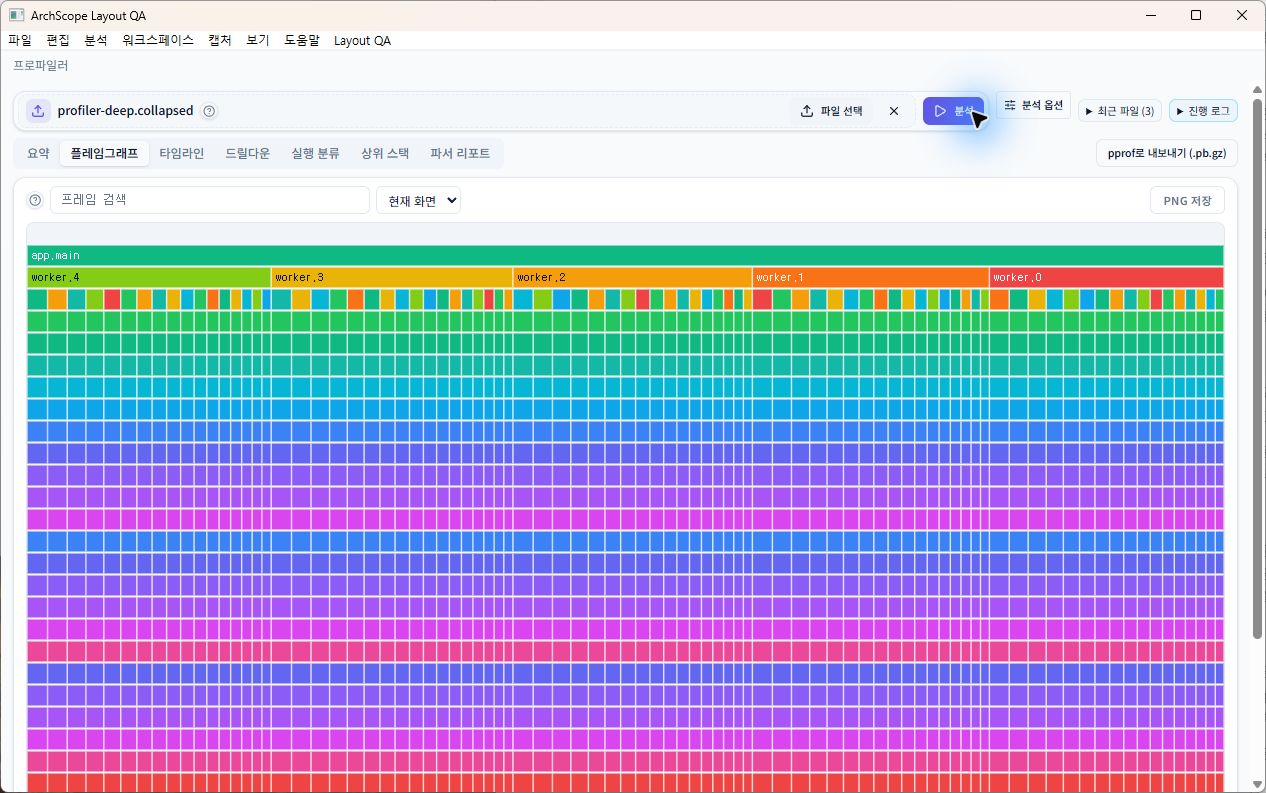 ArchScope Layout QA
파일 편집 분석 워크스페이스 캡처 보기 도움말 Layout QA
프로파일러
profiler-deep.collapsed ? 파일 선택 분석 분석 옵션 ▶ 최근 파일 (3) ▶ 진행 로그
요약 플레임그래프 타임라인 드릴다운 실행 분류 상위 스택 파서 리포트 pprof로 내보내기 (.pb.gz)
? 프레임 검색 현재 화면 PNG 저장
app.main
worker.4 worker.3 worker.2 worker.1 worker.0